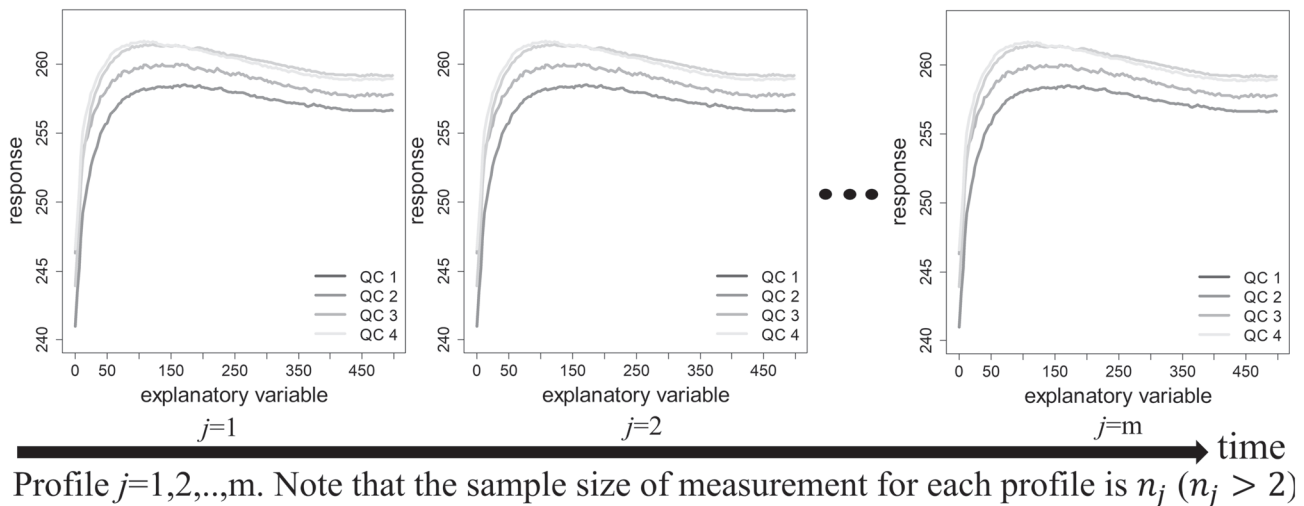 response
260
255
250
245
240
QC 1
QC 2
QC 3
QC 4
0 50 150 250 350 450
explanatory variable
j=1
response
260
255
250
245
240
QC 1
QC 2
QC 3
QC 4
0 50 150 250 350 450
explanatory variable
j=2
response
260
255
250
245
240
QC 1
QC 2
QC 3
QC 4
0 50 150 250 350 450
explanatory variable
j=m
time
Profile j=1,2,..,m. Note that the sample size of measurement for each profile is n_j (n_j > 2)